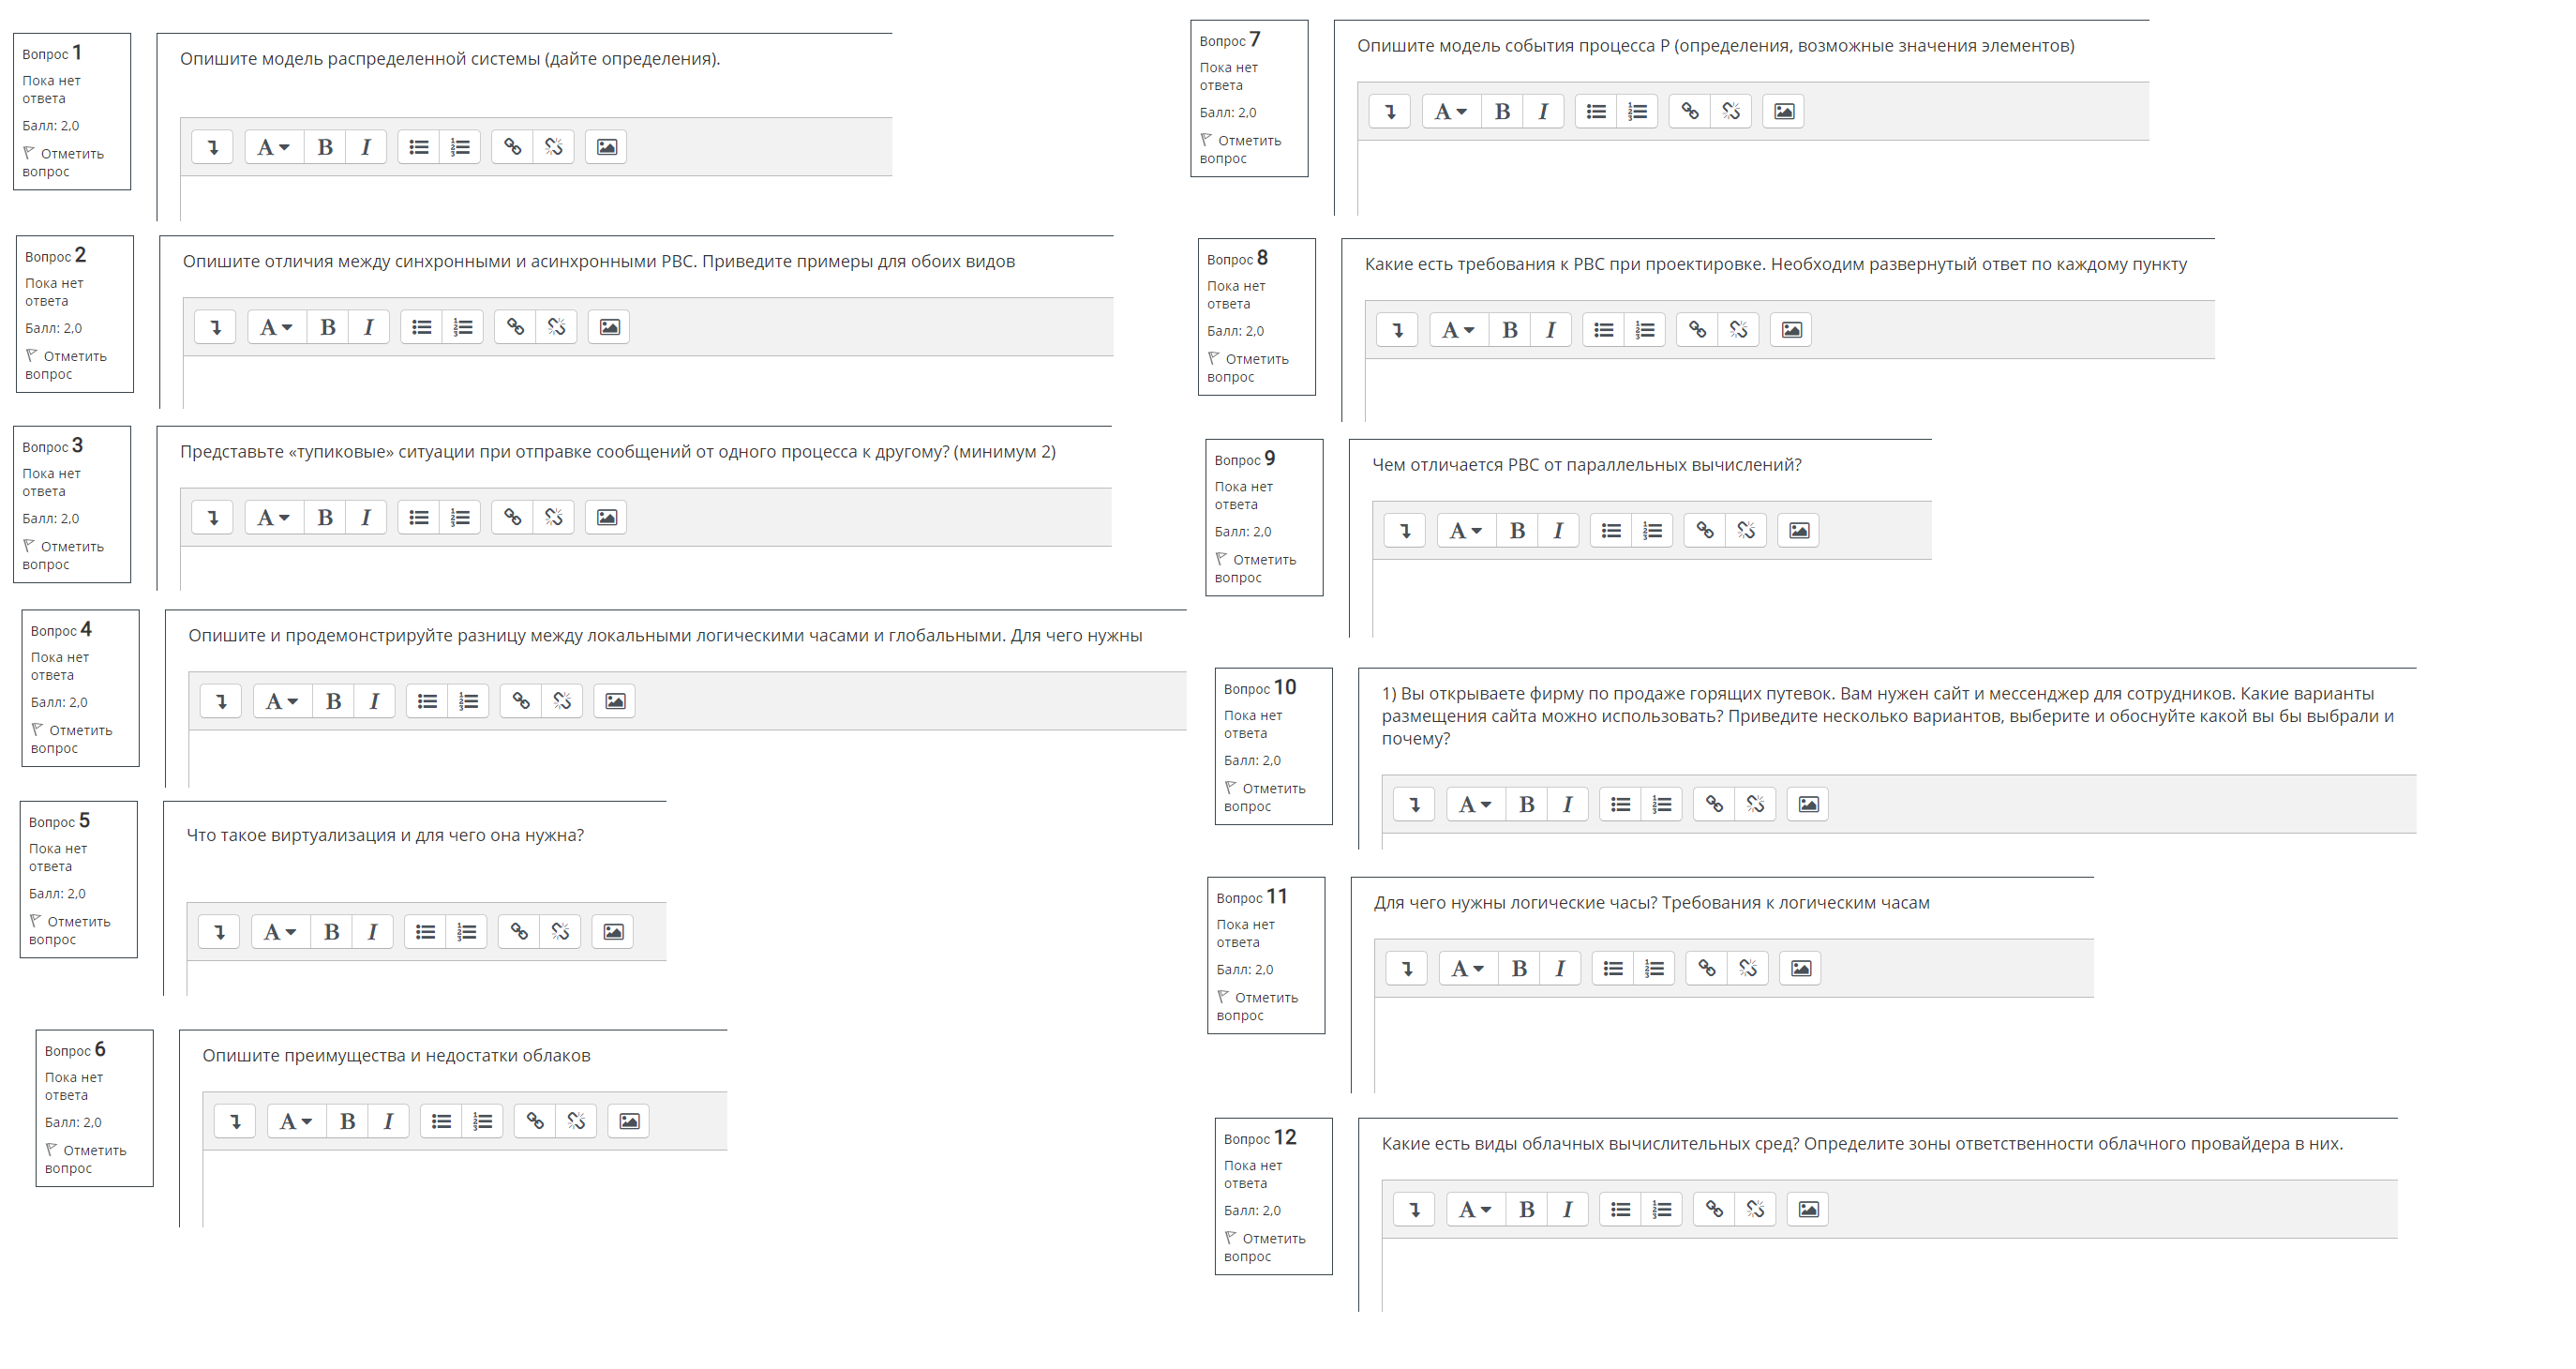 Вопрос 1
Пока нет
ответа
Балл: 2,0
Отметить
вопрос
Опишите модель распределенной системы (дайте определения).
Вопрос 2
Пока нет
ответа
Балл: 2,0
Отметить
вопрос
Опишите отличия между синхронными и асинхронными РВС. Приведите примеры для обоих видов
Вопрос 3
Пока нет
ответа
Балл: 2,0
Отметить
вопрос
Представьте «тупиковые» ситуации при отправке сообщений от одного процесса к другому? (минимум 2)
Вопрос 4
Пока нет
ответа
Балл: 2,0
Отметить
вопрос
Опишите и продемонстрируйте разницу между локальными логическими часами и глобальными. Для чего нужны
Вопрос 5
Пока нет
ответа
Балл: 2,0
Отметить
вопрос
Что такое виртуализация и для чего она нужна?
Вопрос 6
Пока нет
ответа
Балл: 2,0
Отметить
вопрос
Опишите преимущества и недостатки облаков
Вопрос 7
Пока нет
ответа
Балл: 2,0
Отметить
вопрос
Опишите модель события процесса P (определения, возможные значения элементов)
Вопрос 8
Пока нет
ответа
Балл: 2,0
Отметить
вопрос
Какие есть требования к РВС при проектировке. Необходим развернутый ответ по каждому пункту
Вопрос 9
Пока нет
ответа
Балл: 2,0
Отметить
вопрос
Чем отличается РВС от параллельных вычислений?
Вопрос 10
Пока нет
ответа
Балл: 2,0
Отметить
вопрос
1) Вы открываете фирму по продаже горящих путевок. Вам нужен сайт и мессенджер для сотрудников. Какие варианты
размещения сайта можно использовать? Приведите несколько вариантов, выберите и обоснуйте какой вы бы выбрали и
почему?
Вопрос 11
Пока нет
ответа
Балл: 2,0
Отметить
вопрос
Для чего нужны логические часы? Требования к логическим часам
Вопрос 12
Пока нет
ответа
Балл: 2,0
Отметить
вопрос
Какие есть виды облачных вычислительных сред? Определите зоны ответственности облачного провайдера в них.